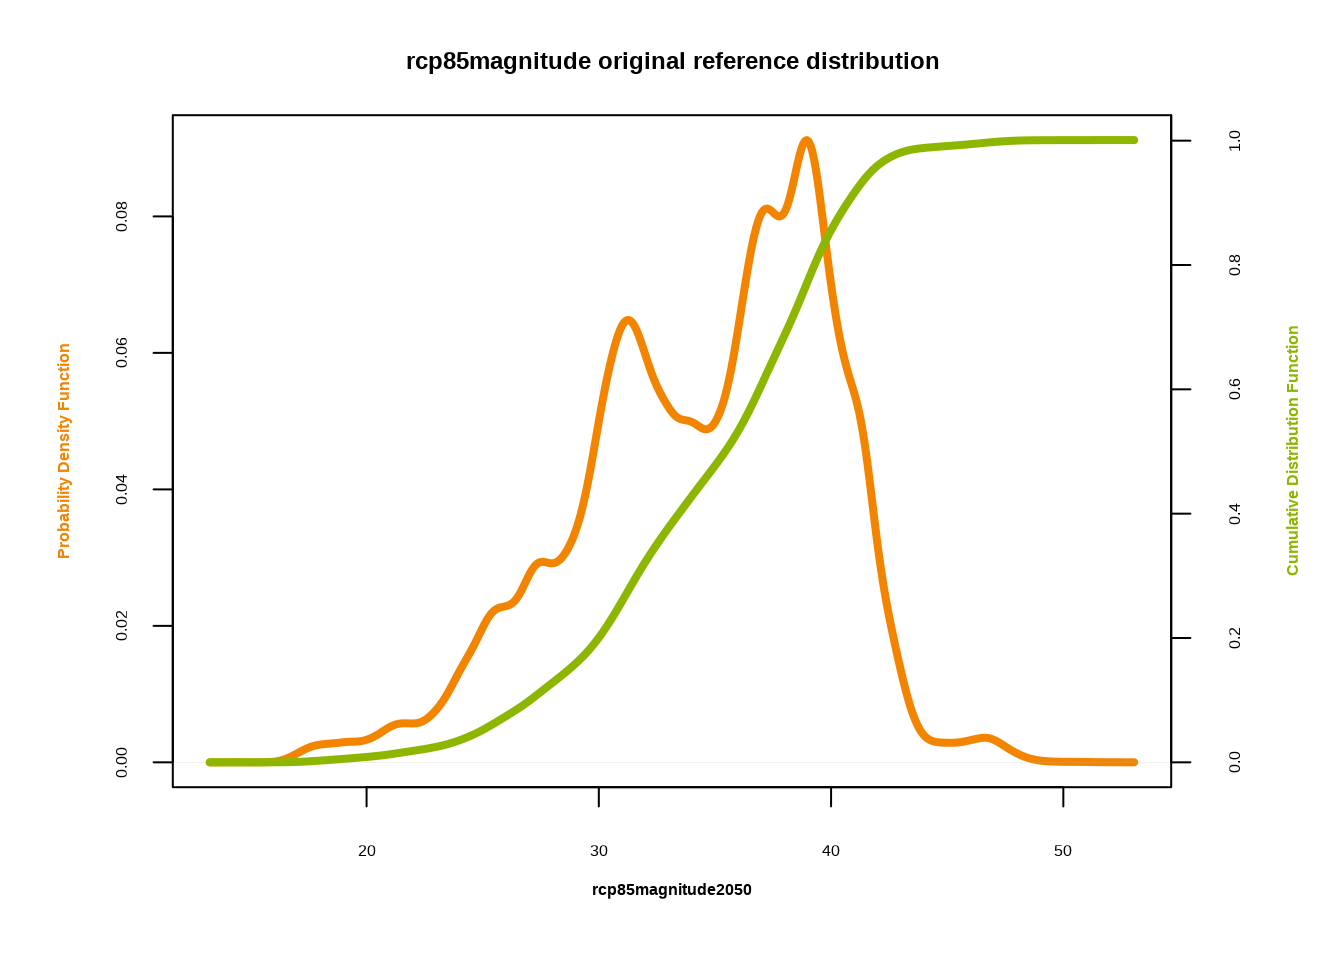 rcp85magnitude original reference distribution
Probability Density Function
0.00
0.02
0.04
0.06
0.08
0.0
0.2
0.4
0.6
0.8
1.0
Cumulative Distribution Function
20 30 40 50
rcp85magnitude2050